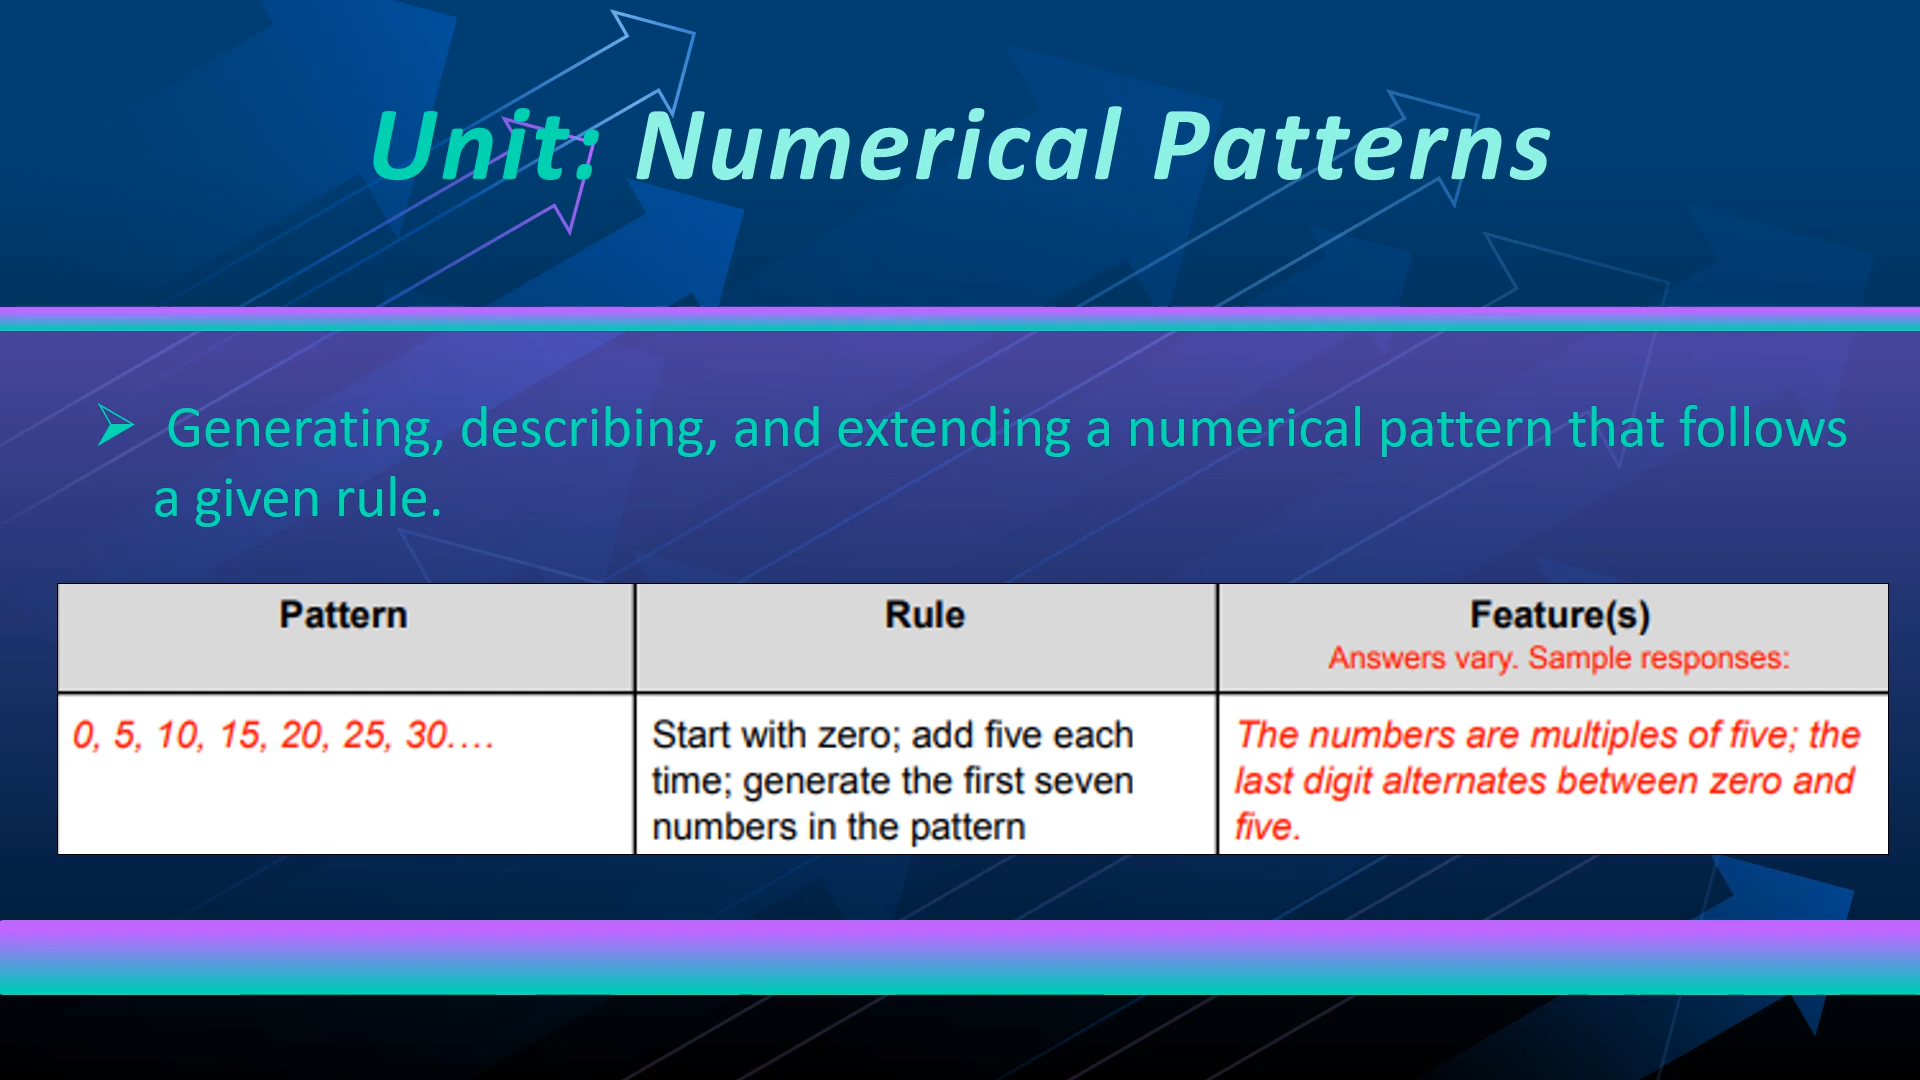 Unit: Numerical Patterns
➢ Generating, describing, and extending a numerical pattern that follows
a given rule.
Pattern
Rule
Feature(s)
Answers vary. Sample responses:
0, 5, 10, 15, 20, 25, 30....
Start with zero; add five each
time; generate the first seven
numbers in the pattern
The numbers are multiples of five; the
last digit alternates between zero and
five.